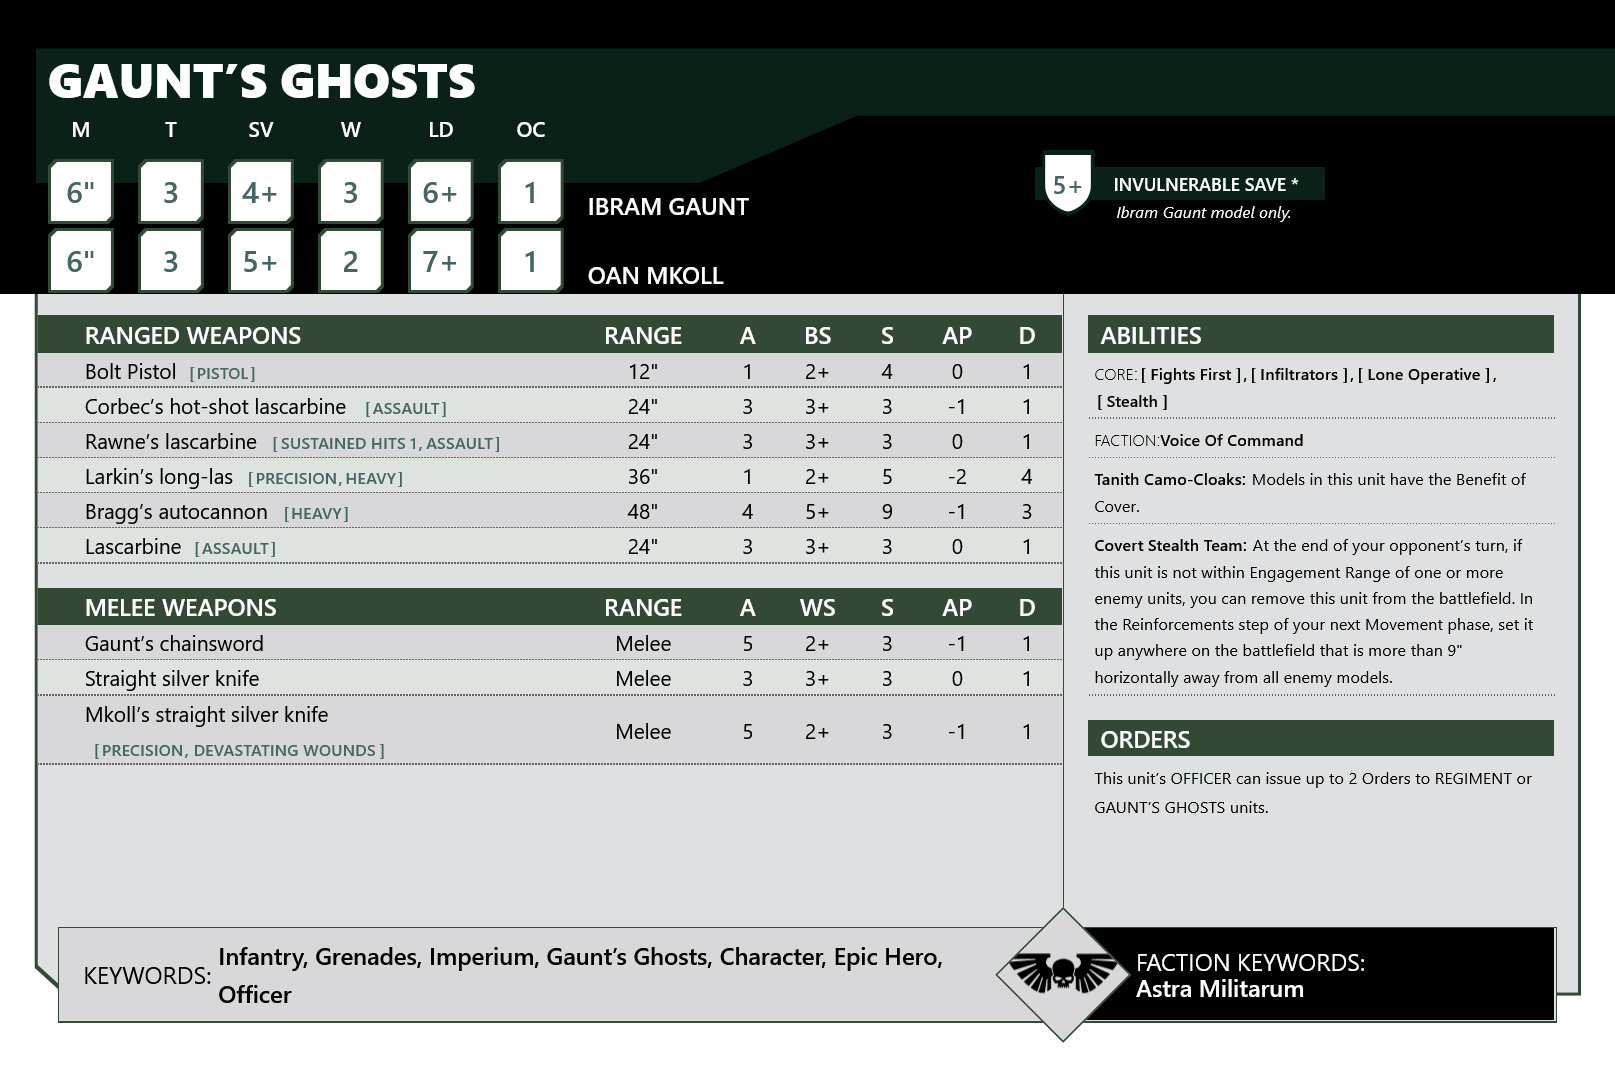 GAUNT'S GHOSTS
M T SV W LD OC
6" 3 4+ 3 6+ 1 IBRAM GAUNT
5+ INVULNERABLE SAVE *
Ibram Gaunt model only.
6" 3 5+ 2 7+ 1 OAN MKOLL
RANGED WEAPONS RANGE A BS S AP D
Bolt Pistol [PISTOL] 12" 1 2+ 4 0 1
Corbec's hot-shot lascarbine [ASSAULT] 24" 3 3+ 3 -1 1
Rawne's lascarbine [SUSTAINED HITS 1, ASSAULT] 24" 3 3+ 3 0 1
Larkin's long-las [PRECISION, HEAVY] 36" 1 2+ 5 -2 4
Bragg's autocannon [HEAVY] 48" 4 5+ 9 -1 3
Lascarbine [ASSAULT] 24" 3 3+ 3 0 1
MELEE WEAPONS RANGE A WS S AP D
Gaunt's chainsword Melee 5 2+ 3 -1 1
Straight silver knife Melee 3 3+ 3 0 1
Mkoll's straight silver knife Melee 5 2+ 3 -1 1
[PRECISION, DEVASTATING WOUNDS]
ABILITIES
CORE: [ Fights First ], [ Infiltrators ], [ Lone Operative ],
[ Stealth ]
FACTION:Voice Of Command
Tanith Camo-Cloaks: Models in this unit have the Benefit of
Cover.
Covert Stealth Team: At the end of your opponent's turn, if
this unit is not within Engagement Range of one or more
enemy units, you can remove this unit from the battlefield. In
the Reinforcements step of your next Movement phase, set it
up anywhere on the battlefield that is more than 9"
horizontally away from all enemy models.
ORDERS
This unit's OFFICER can issue up to 2 Orders to REGIMENT or
GAUNT'S GHOSTS units.
KEYWORDS: Infantry, Grenades, Imperium, Gaunt's Ghosts, Character, Epic Hero,
Officer
FACTION KEYWORDS:
Astra Militarum